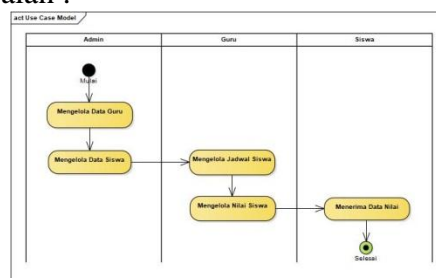 act Use Case Model
Admin
Guru
Siswa
Mulai
Mengelola Data Guru
Mengelola Data Siswa
Mengelola Jadwal Siswa
Mengelola Nilai Siswa
Menerima Data Nilai
Selesai